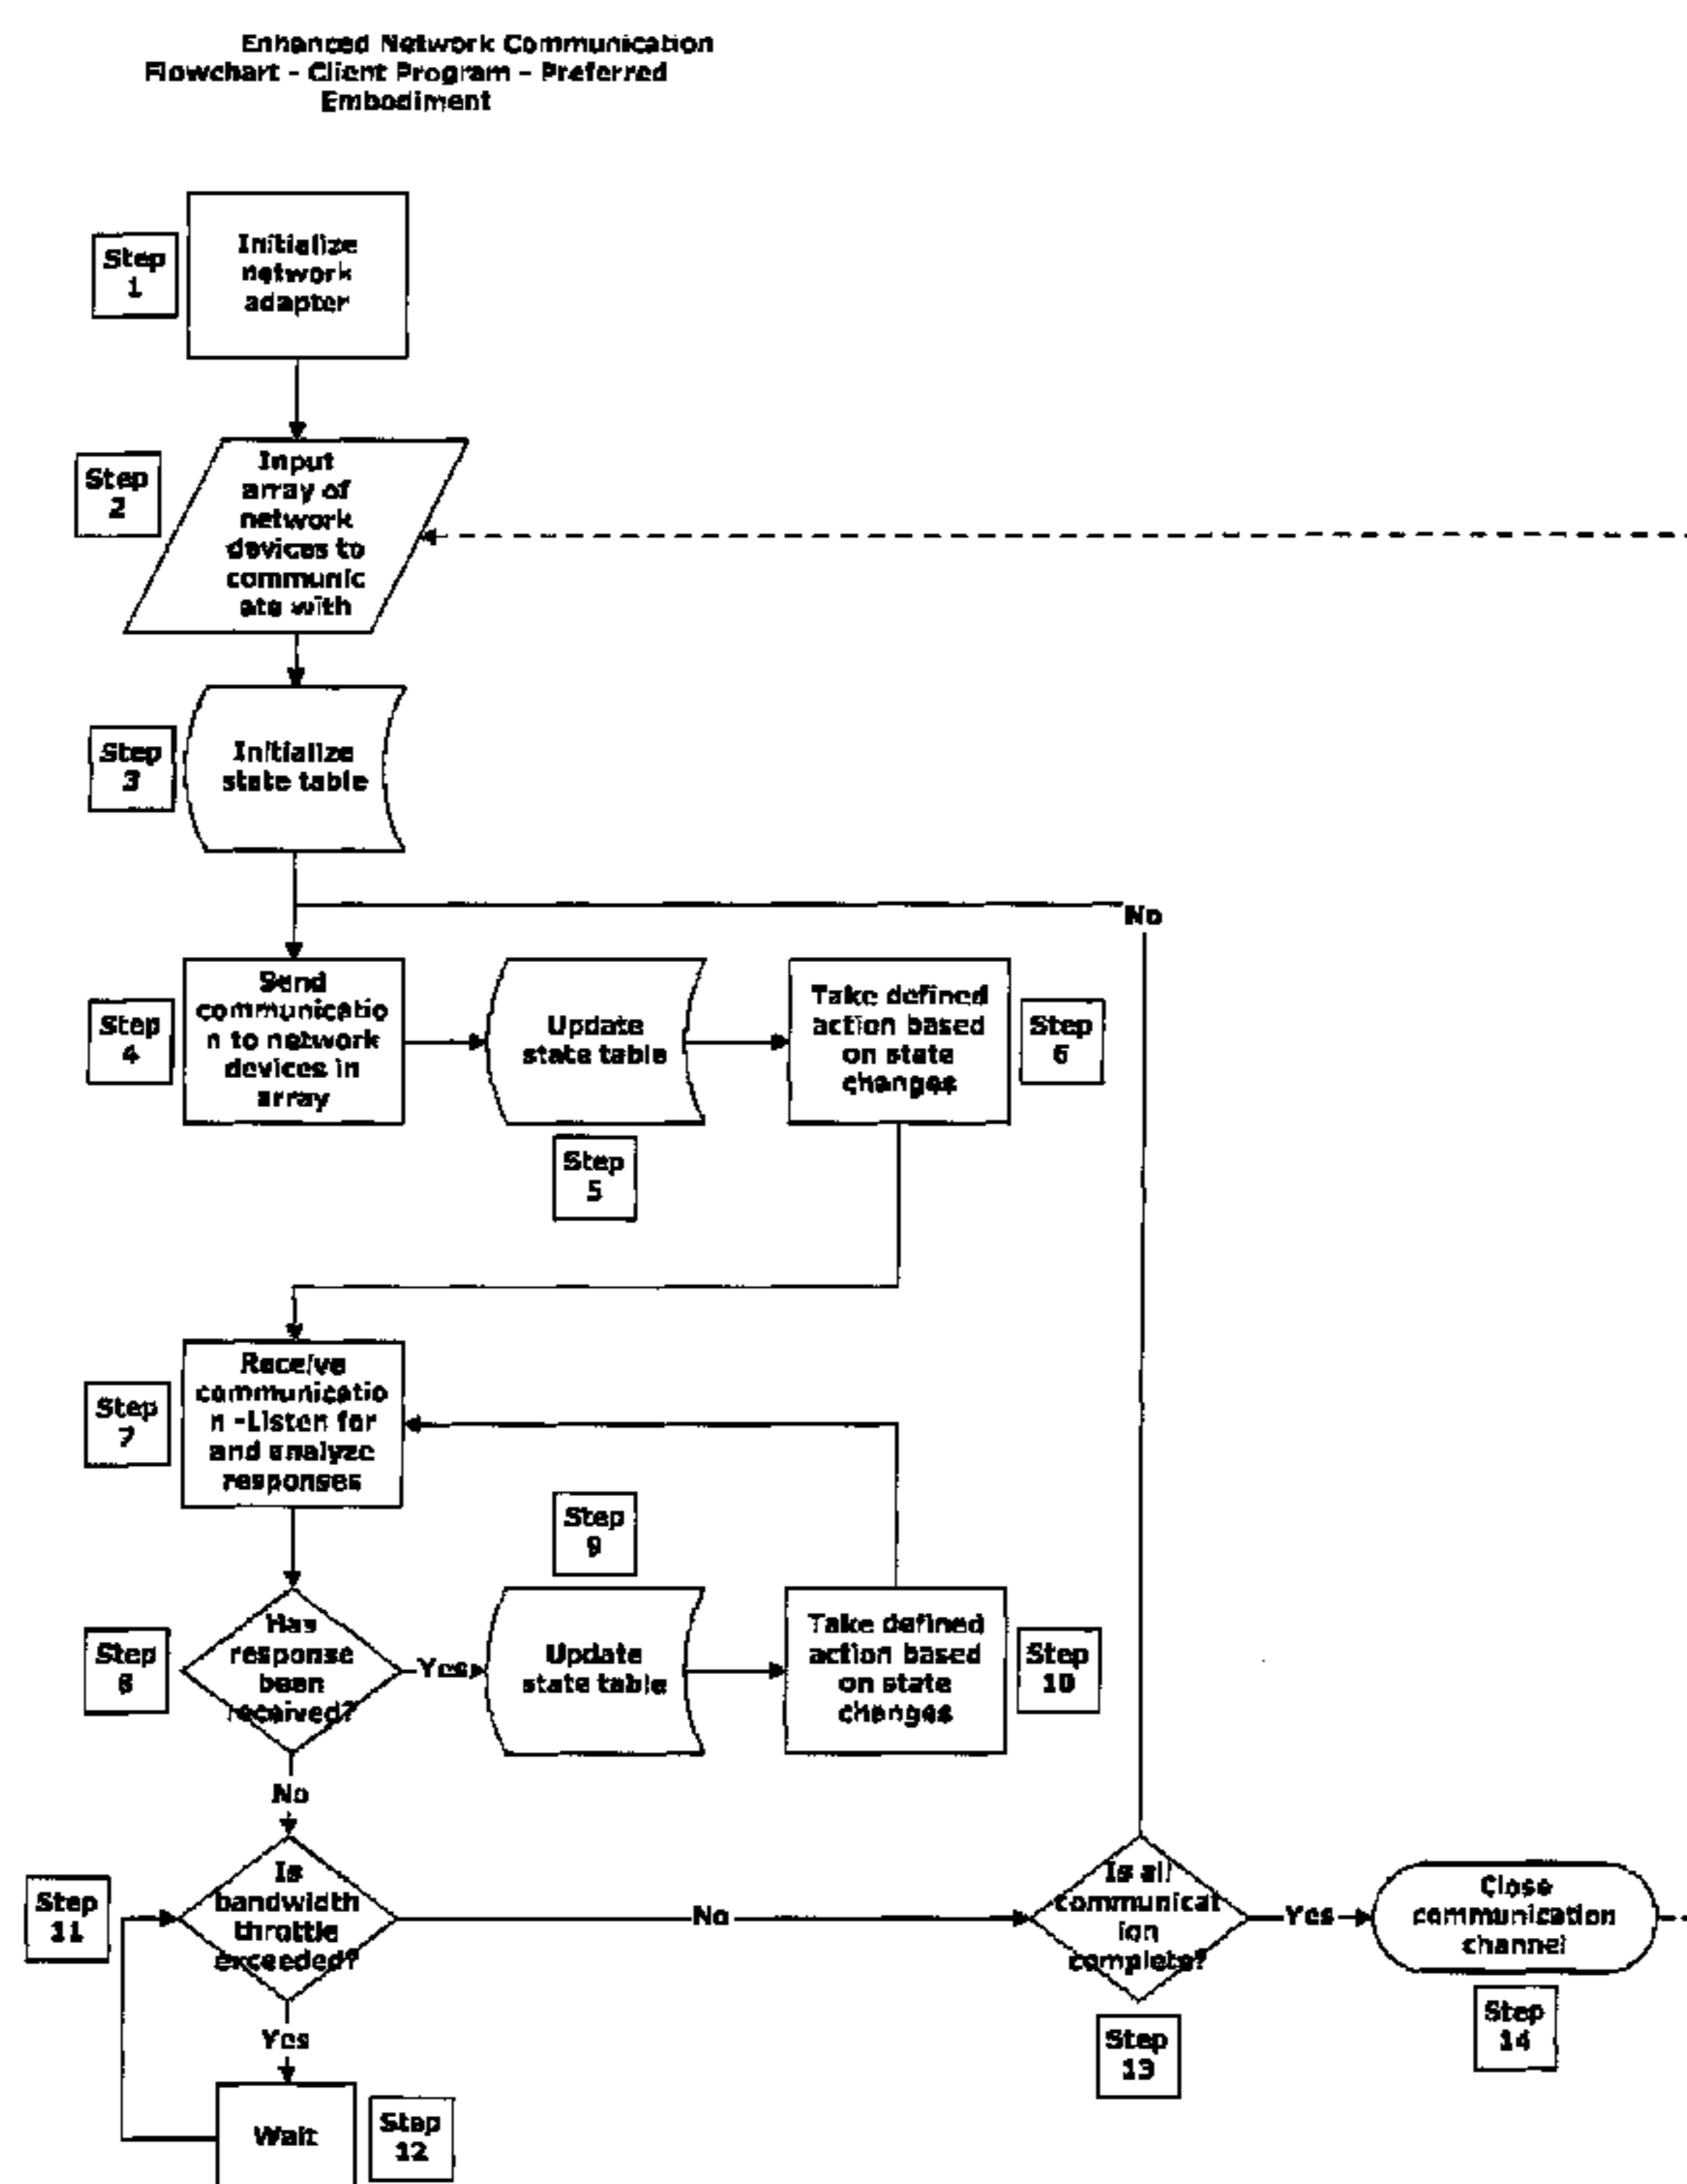 Enhanced Network Communication
Flowchart - Client Program - Preferred
Embodiment
Step
1
Initialize
network
adapter
Step
2
Input
array of
network
devices to
communic
ate with
Step
3
Initialize
state table
No
Step
4
Send
communicatio
n to network
devices in
array
Update
state table
Step
5
Take defined
action based
on state
changes
Step
6
Step
7
Receive
communicatio
n -Listen for
and analyze
responses
Step
9
Step
8
Has
response
been
received?
Yes
Update
state table
Take defined
action based
on state
changes
Step
10
No
Step
11
Is
bandwidth
throttle
exceeded?
No
Is all
communicat
ion
complete?
Yes
Close
communication
channel
Step
13
Step
14
Yes
Wait
Step
12